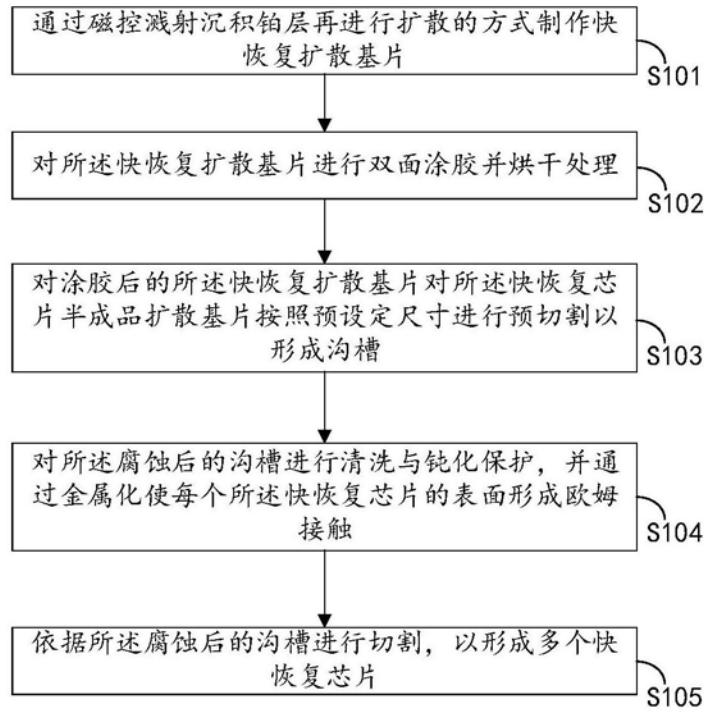 通过磁控溅射沉积铂层再进行扩散的方式制作快
恢复扩散基片
S101
对所述快恢复扩散基片进行双面涂胶并烘干处理
S102
对涂胶后的所述快恢复扩散基片对所述快恢复芯
片半成品扩散基片按照预设定尺寸进行预切割以
形成沟槽
S103
对所述腐蚀后的沟槽进行清洗与钝化保护，并通
过金属化使每个所述快恢复芯片的表面形成欧姆
接触
S104
依据所述腐蚀后的沟槽进行切割，以形成多个快
恢复芯片
S105